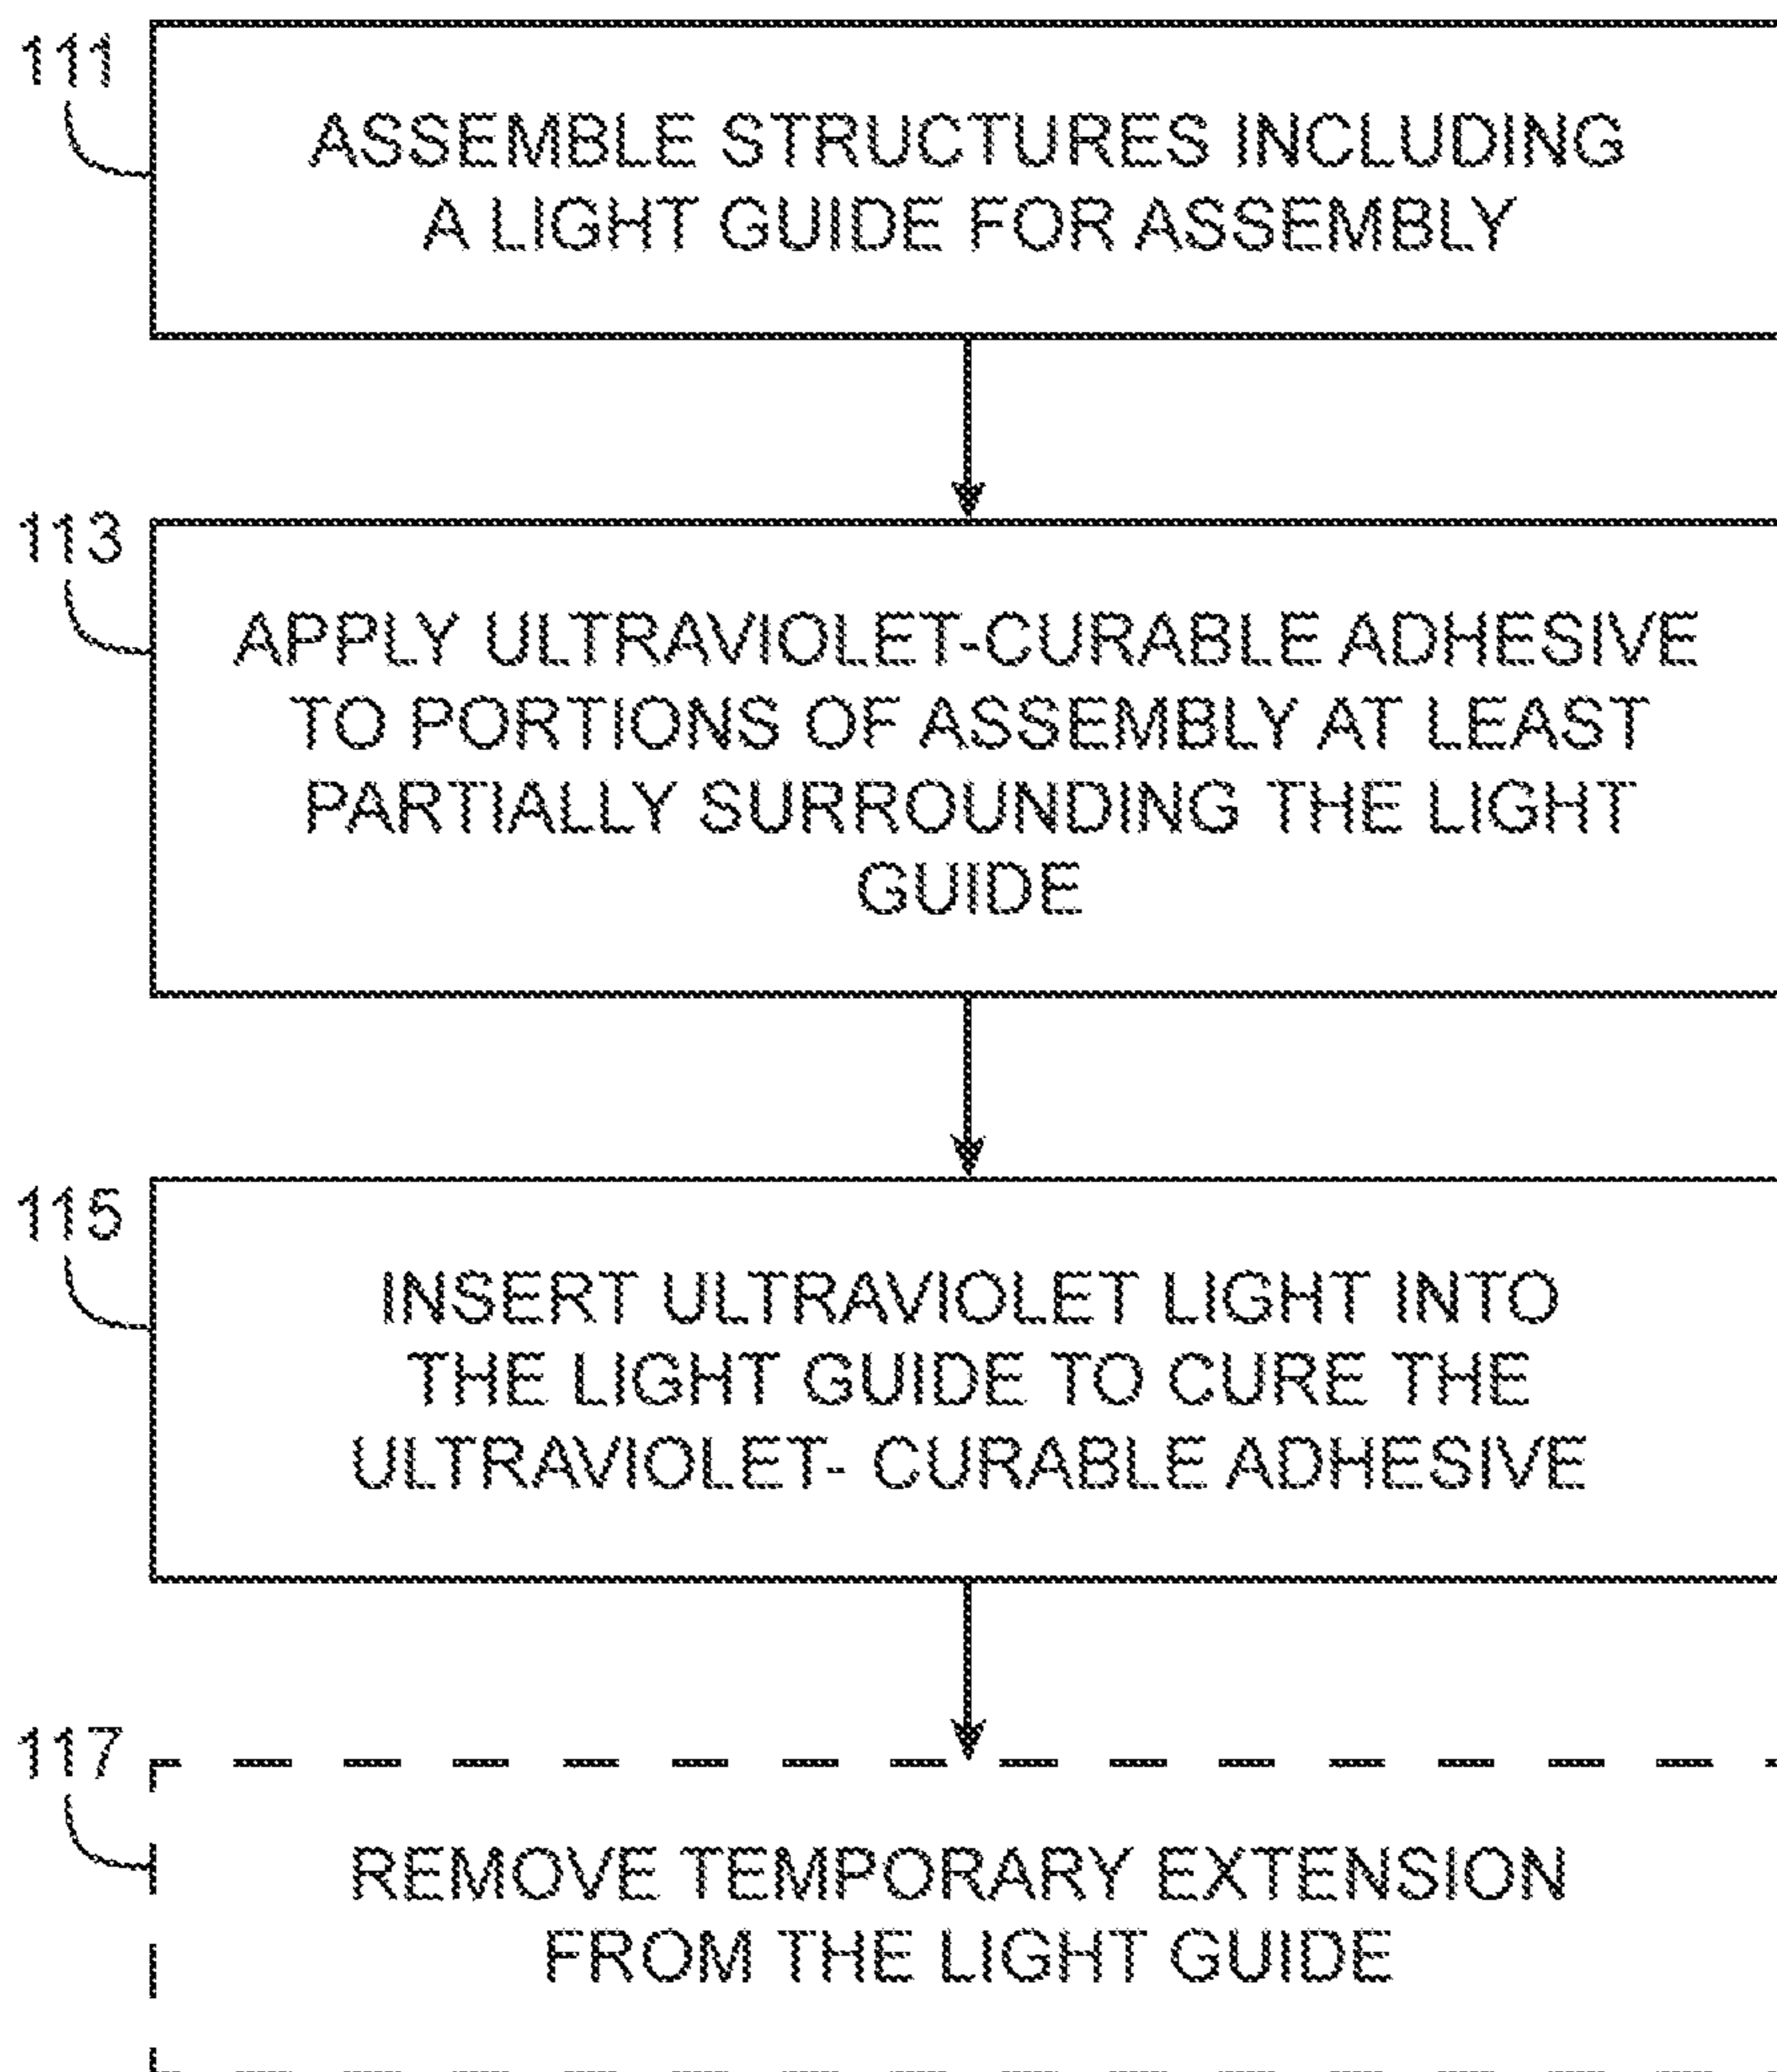 111
ASSEMBLE STRUCTURES INCLUDING
A LIGHT GUIDE FOR ASSEMBLY
113
APPLY ULTRAVIOLET-CURABLE ADHESIVE
TO PORTIONS OF ASSEMBLY AT LEAST
PARTIALLY SURROUNDING THE LIGHT
GUIDE
115
INSERT ULTRAVIOLET LIGHT INTO
THE LIGHT GUIDE TO CURE THE
ULTRAVIOLET- CURABLE ADHESIVE
117
REMOVE TEMPORARY EXTENSION
FROM THE LIGHT GUIDE